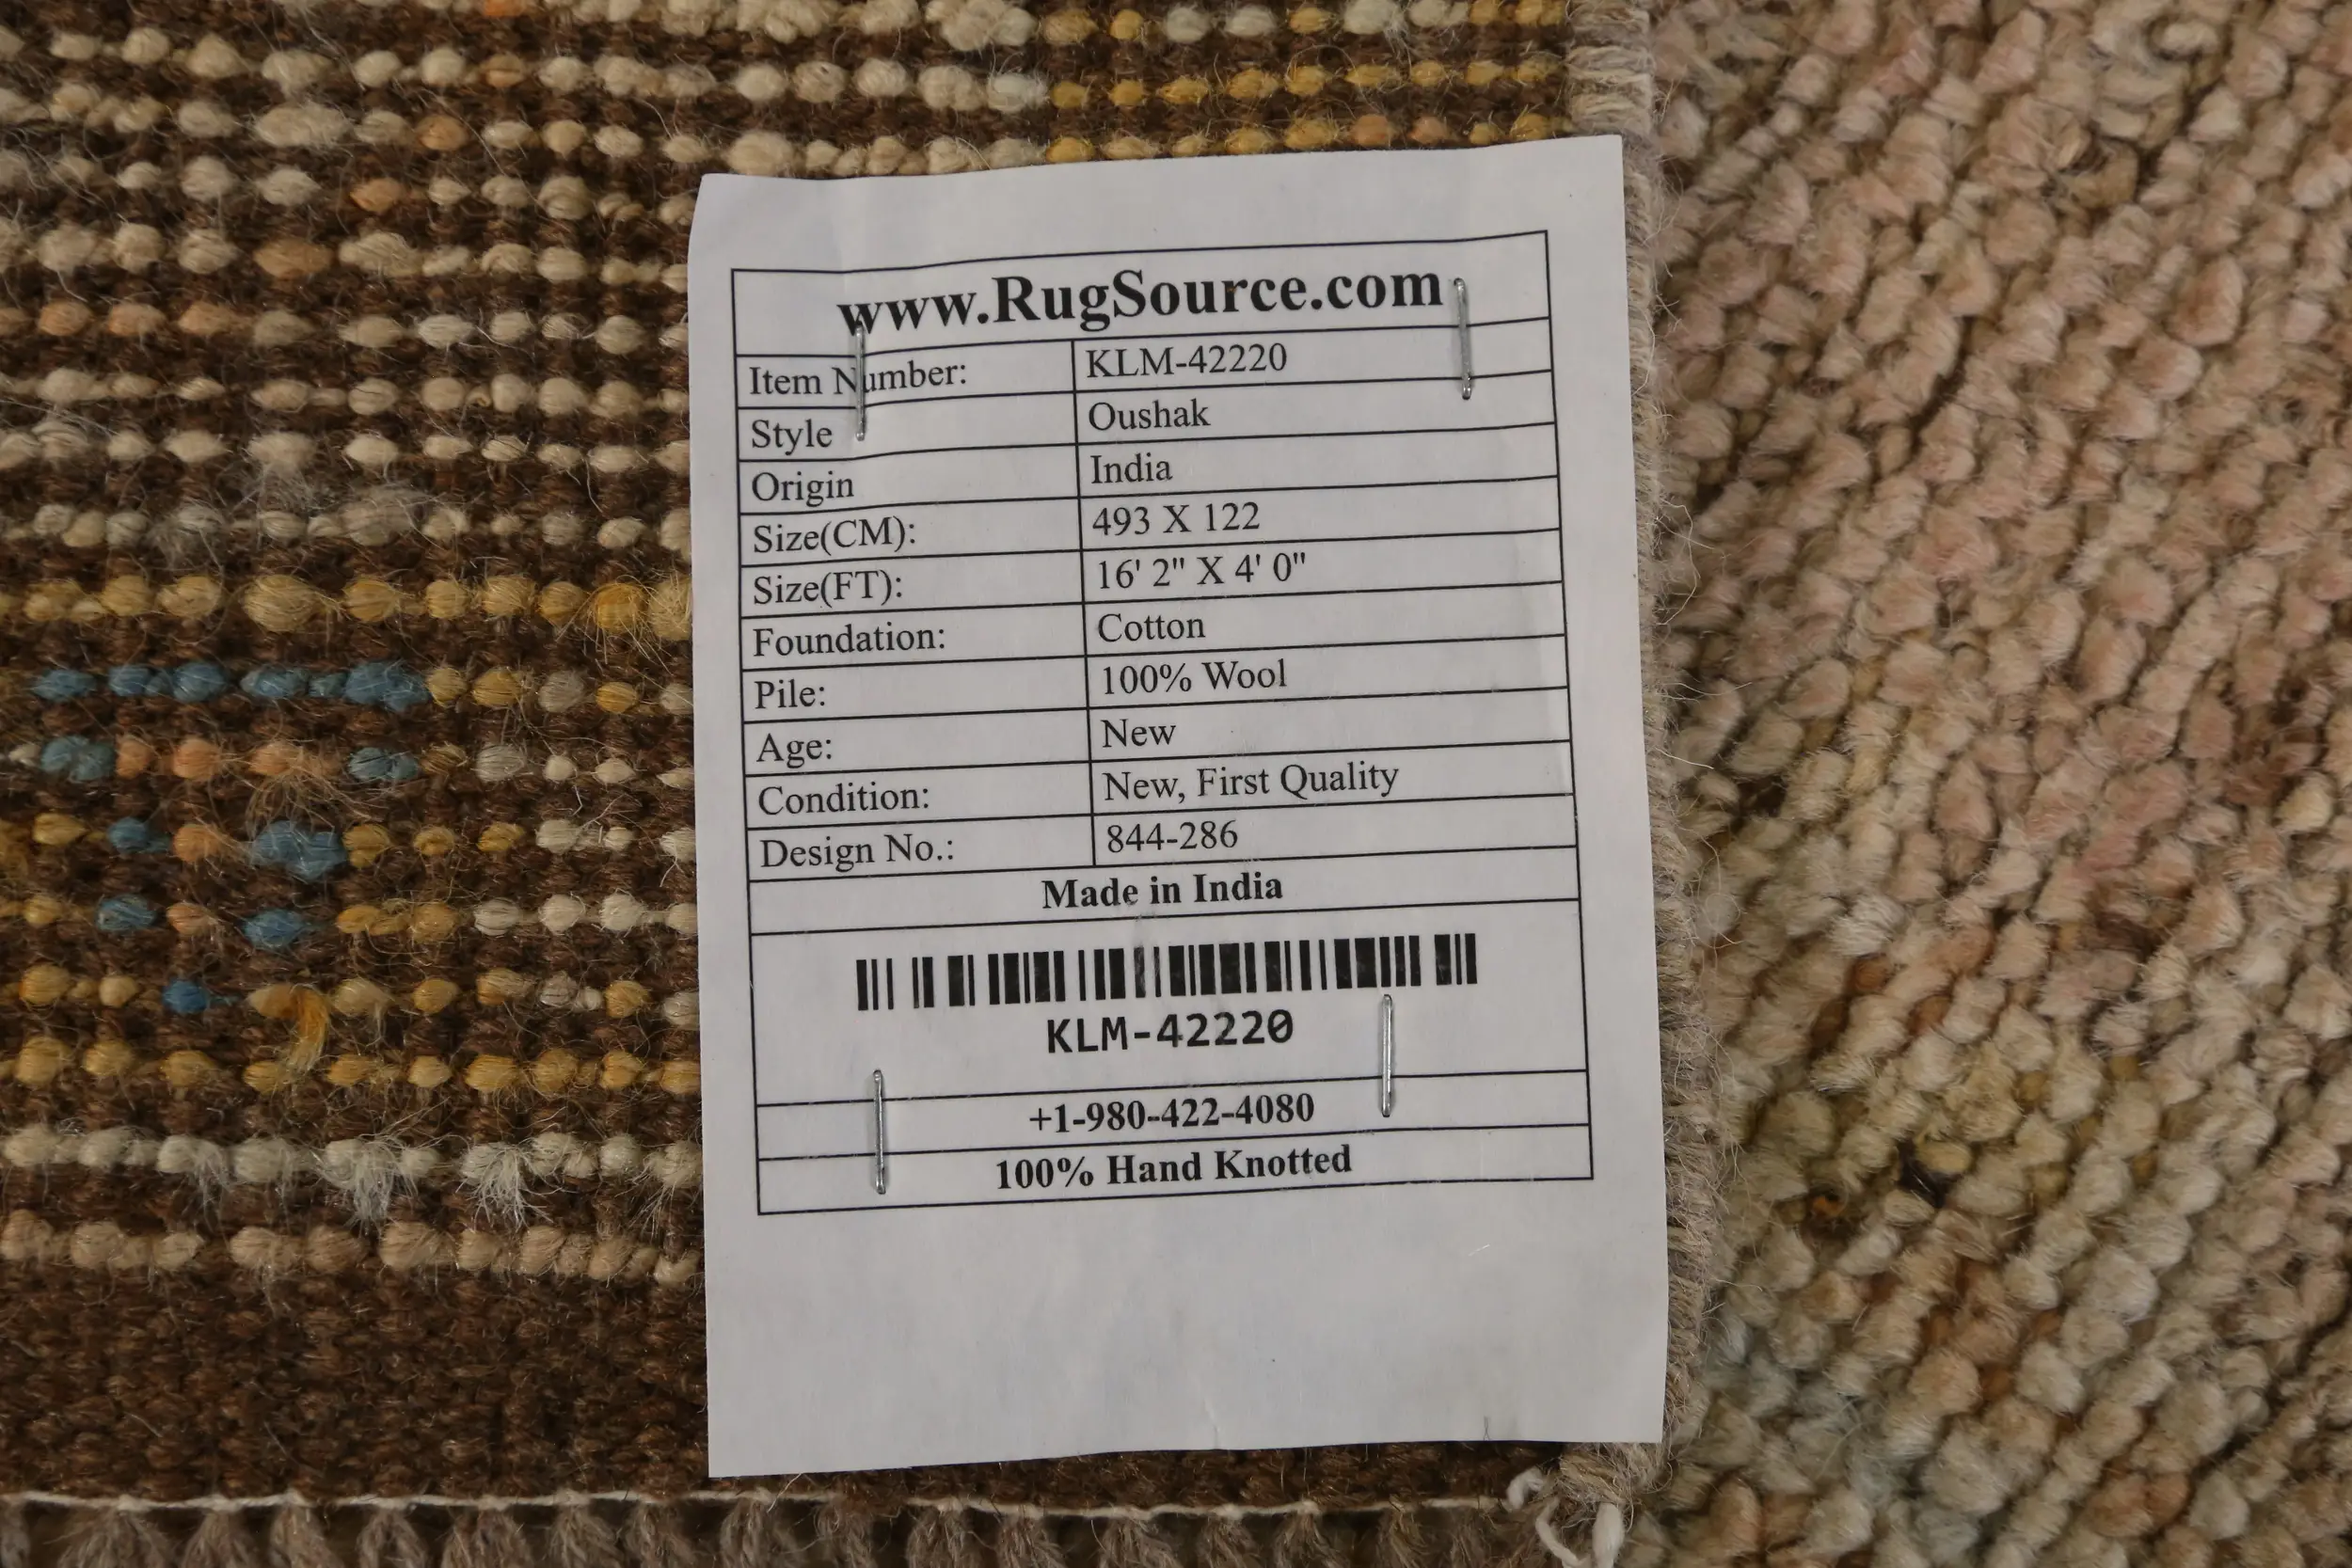 www.RugSource.com
Item Number: KLM-42220
Style Oushak
Origin India
Size(CM): 493 X 122
Size(FT): 16' 2" X 4' 0"
Foundation: Cotton
Pile: 100% Wool
Age: New
Condition: New, First Quality
Design No.: 844-286
Made in India
KLM-42220
+1-980-422-4080
100% Hand Knotted